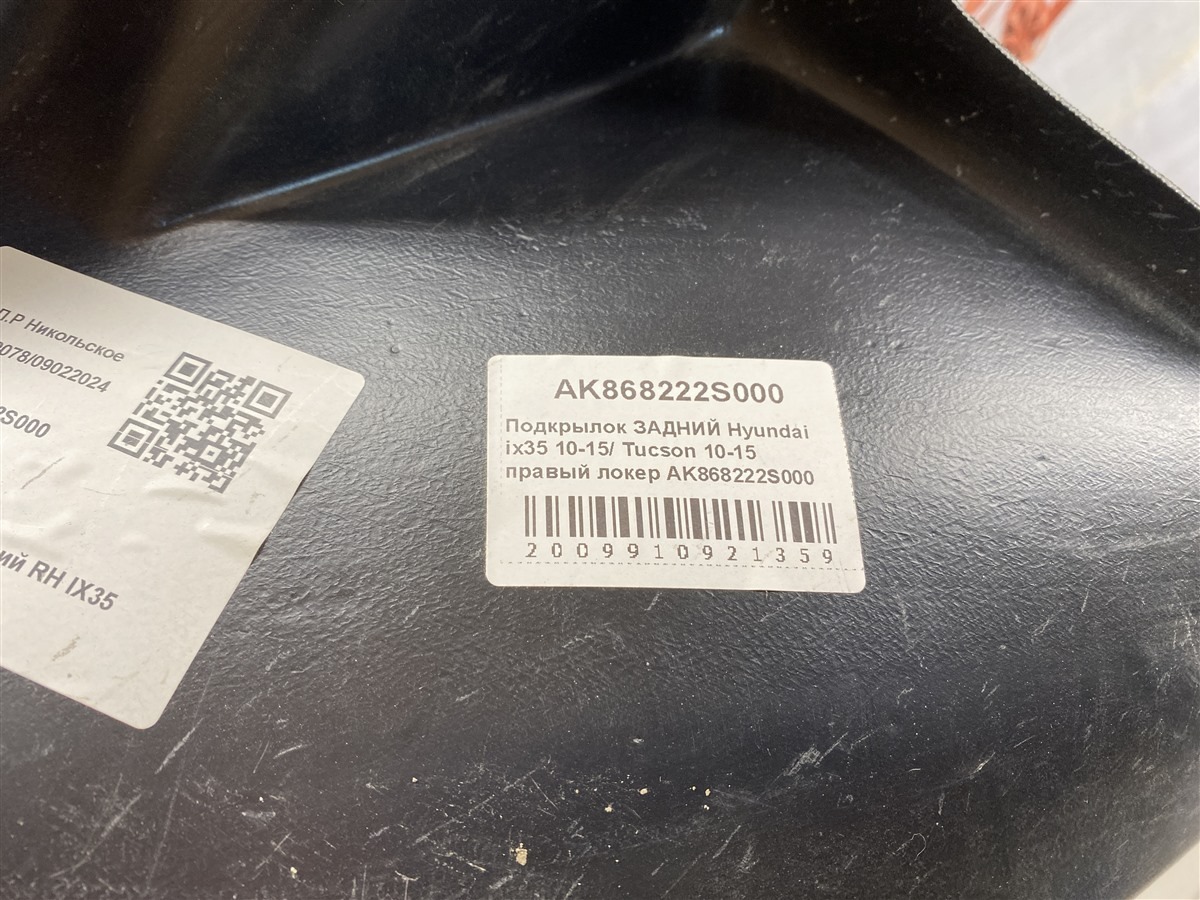 П.Р Никольское
078/09022024
2S000
ий RH IX35
AK868222S000
Подкрылок ЗАДНИЙ Hyundai
ix35 10-15/ Tucson 10-15
правый локер AK868222S000
2009910921359